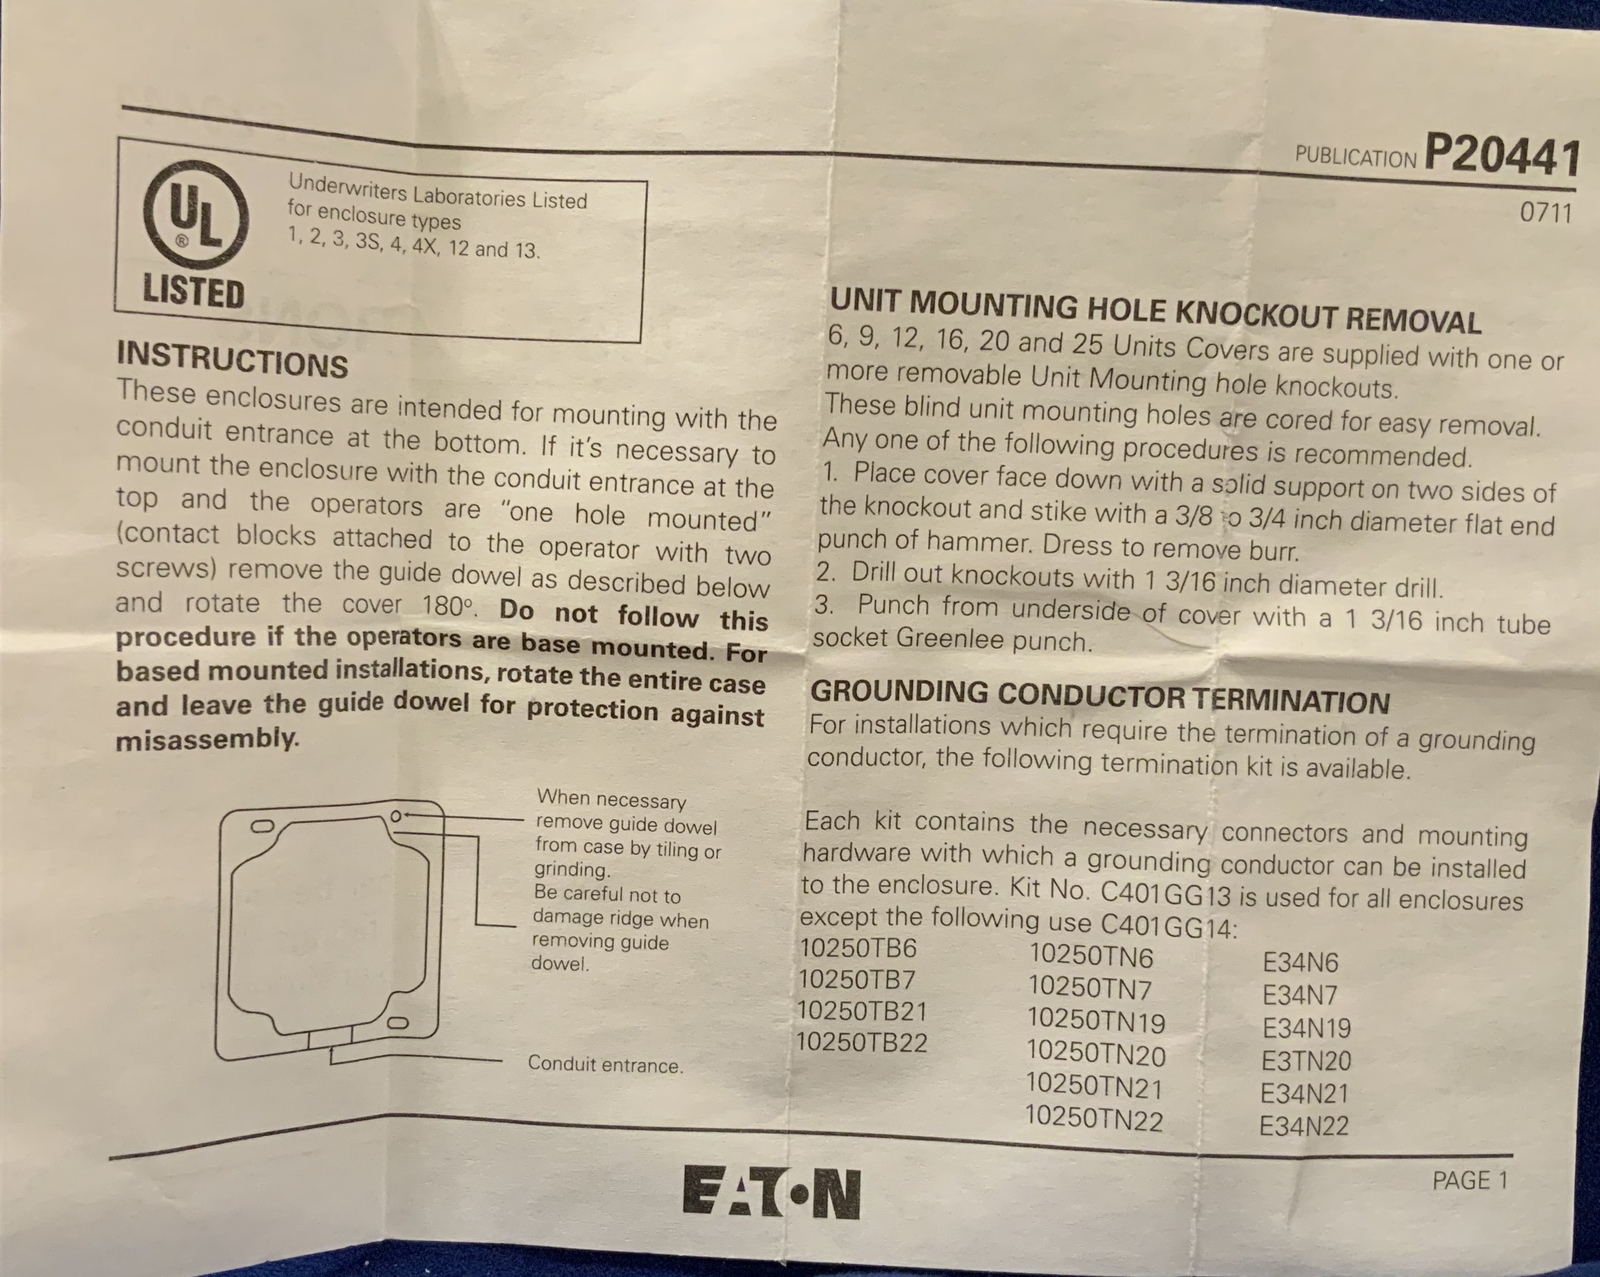 PUBLICATION P20441
0711
UL
®
LISTED
Underwriters Laboratories Listed
for enclosure types
1, 2, 3, 3S, 4, 4X, 12 and 13.
INSTRUCTIONS
These enclosures are intended for mounting with the
conduit entrance at the bottom. If it's necessary to
mount the enclosure with the conduit entrance at the
top and the operators are "one hole mounted"
(contact blocks attached to the operator with two
screws) remove the guide dowel as described below
and rotate the cover 180º. Do not follow this
procedure if the operators are base mounted. For
based mounted installations, rotate the entire case
and leave the guide dowel for protection against
misassembly.
When necessary
remove guide dowel
from case by tiling or
grinding.
Be careful not to
damage ridge when
removing guide
dowel.
Conduit entrance.
UNIT MOUNTING HOLE KNOCKOUT REMOVAL
6, 9, 12, 16, 20 and 25 Units Covers are supplied with one or
more removable Unit Mounting hole knockouts.
These blind unit mounting holes are cored for easy removal.
Any one of the following procedures is recommended.
1. Place cover face down with a solid support on two sides of
the knockout and stike with a 3/8 to 3/4 inch diameter flat end
punch of hammer. Dress to remove burr.
2. Drill out knockouts with 1 3/16 inch diameter drill.
3. Punch from underside of cover with a 1 3/16 inch tube
socket Greenlee punch.
GROUNDING CONDUCTOR TERMINATION
For installations which require the termination of a grounding
conductor, the following termination kit is available.
Each kit contains the necessary connectors and mounting
hardware with which a grounding conductor can be installed
to the enclosure. Kit No. C401GG13 is used for all enclosures
except the following use C401GG14:
10250TB6 10250TN6 E34N6
10250TB7 10250TN7 E34N7
10250TB21 10250TN19 E34N19
10250TB22 10250TN20 E3TN20
10250TN21 E34N21
10250TN22 E34N22
EATON
PAGE 1